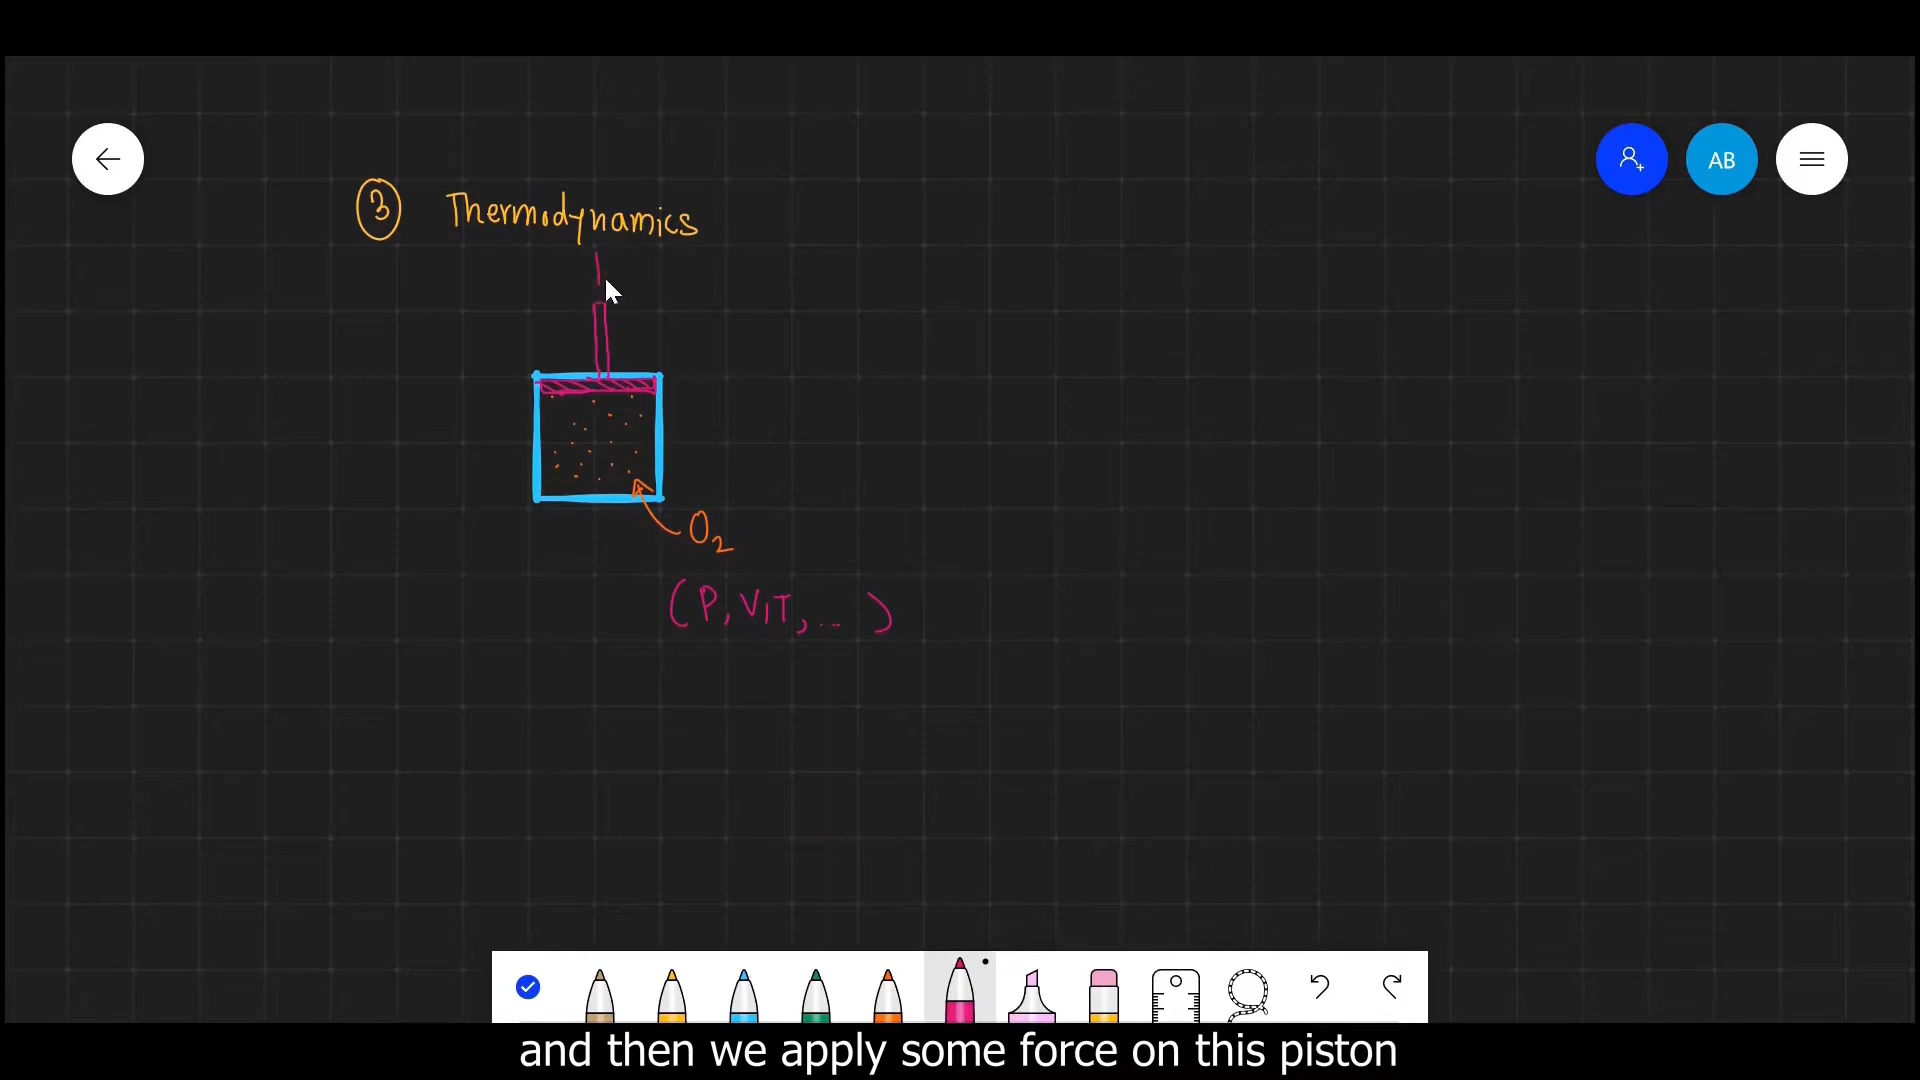 AB
3 Thermodynamics
O2
(P, V, T, ... )
and then we apply some force on this piston